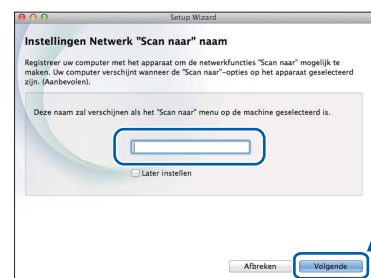 Setup Wizard
Instellingen Netwerk "Scan naar" naam
Registreer uw computer met het apparaat om de netwerkfuncties "Scan naar" mogelijk te
maken. Uw computer verschijnt wanneer de "Scan naar"-opties op het apparaat geselecteerd
zijn. (Aanbevolen).
Deze naam zal verschijnen als het "Scan naar" menu op de machine geselecteerd is.
Later instellen
Afbreken
Volgende